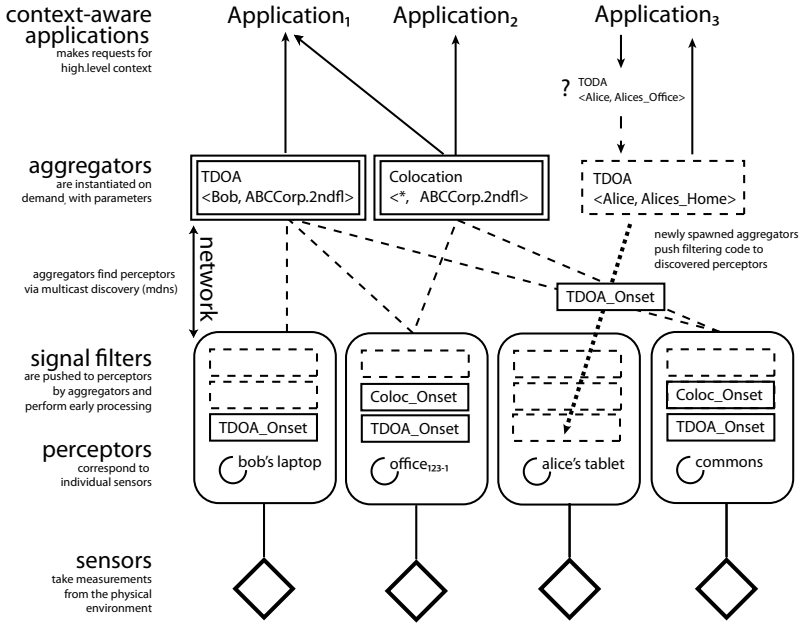 context-aware
applications
makes requests for
high.level context
Application₁
Application₂
Application₃
? TODA
<Alice, Alices_Office>
aggregators
are instantiated on
demand, with parameters
TDOA
<Bob, ABCCorp.2ndfl>
Colocation
<*, ABCCorp.2ndfl>
TDOA
<Alice, Alices_Home>
newly spawned aggregators
push filtering code to
discovered perceptors
network
aggregators find perceptors
via multicast discovery (mdns)
TDOA_Onset
signal filters
are pushed to perceptors
by aggregators and
perform early processing
TDOA_Onset
Coloc_Onset
TDOA_Onset
Coloc_Onset
TDOA_Onset
perceptors
correspond to
individual sensors
bob's laptop
office₁₂₃₋₁
alice's tablet
commons
sensors
take measurements
from the physical
environment